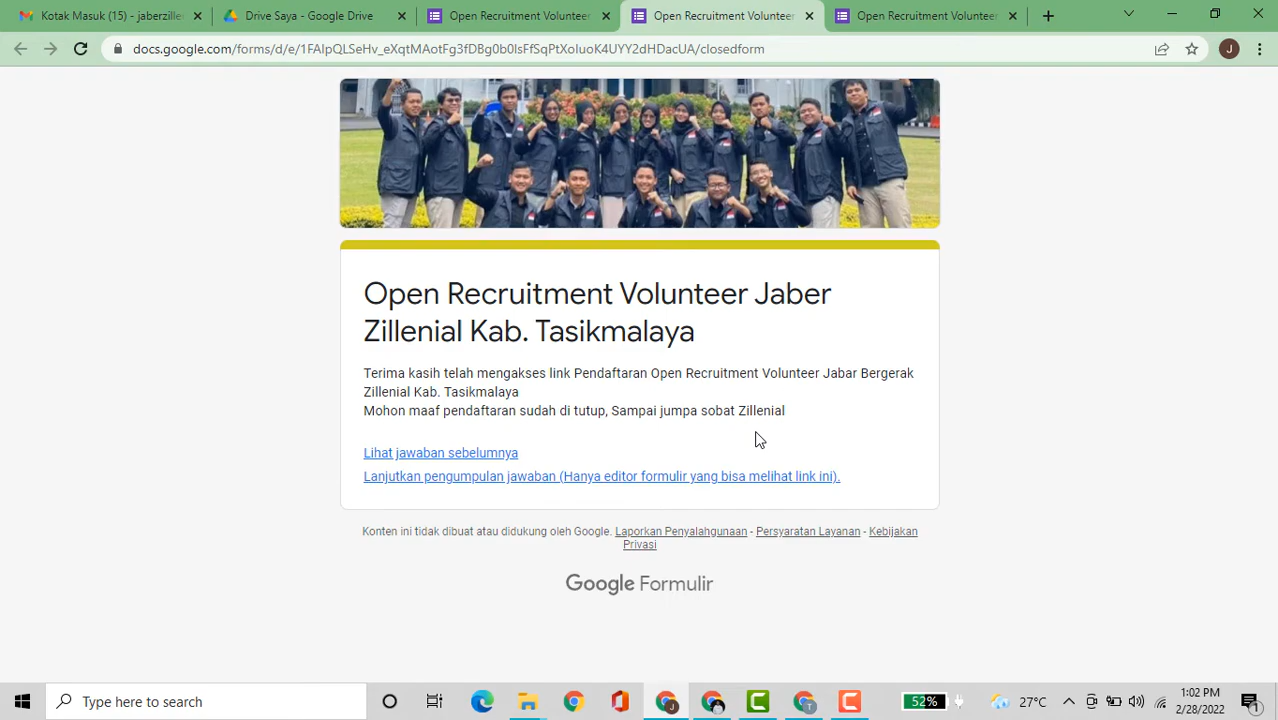 Kotak Masuk (15) - jaberzille
Drive Saya - Google Drive
Open Recruitment Volunteer
Open Recruitment Volunteer
Open Recruitment Volunteer
docs.google.com/forms/d/e/1FAIpQLSeHv_eXqtMAotFg3fDBg0b0lsFfSqPtXoIuoK4UYY2dHDacUA/closedform
J
Open Recruitment Volunteer Jaber
Zillenial Kab. Tasikmalaya
Terima kasih telah mengakses link Pendaftaran Open Recruitment Volunteer Jabar Bergerak
Zillenial Kab. Tasikmalaya
Mohon maaf pendaftaran sudah di tutup, Sampai jumpa sobat Zillenial
Lihat jawaban sebelumnya
Lanjutkan pengumpulan jawaban (Hanya editor formulir yang bisa melihat link ini).
Konten ini tidak dibuat atau didukung oleh Google. Laporkan Penyalahgunaan - Persyaratan Layanan - Kebijakan
Privasi
Google Formulir
Type here to search
52%
27°C
1:02 PM
2/28/2022